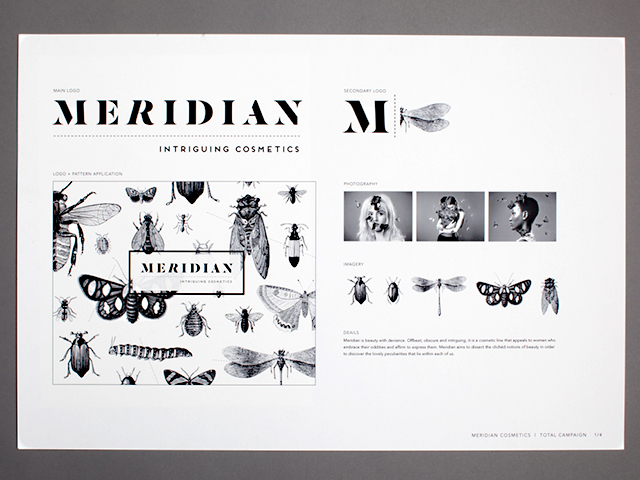 MAIN LOGO
MERIDIAN
INTRIGUING COSMETICS
LOGO + PATTERN APPLICATION
MERIDIAN
INTRIGUING COSMETICS
SECONDARY LOGO
M
PHOTOGRAPHY
IMAGERY
DEAILS
Meridian is beauty with deviance. Offbeat, obscure and intriguing, it is a cosmetic line that appeals to women who
embrace their oddities and effort to express them. Meridian aims to dissect the cliched notions of beauty in order
to discover the lovely peculiarities that lie within each of us.
MERIDIAN COSMETICS | TOTAL CAMPAIGN 1/4